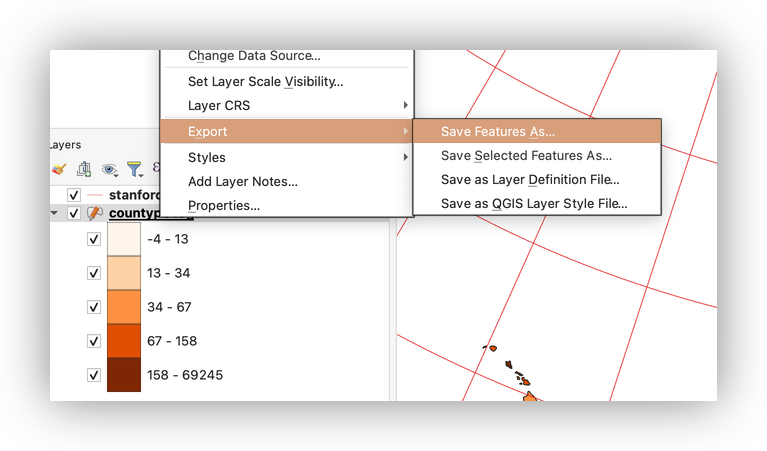 Change Data Source...
Set Layer Scale Visibility...
Layer CRS
Export
Save Features As...
Save Selected Features As...
Save as Layer Definition File...
Save as QGIS Layer Style File...
Styles
Add Layer Notes...
Properties...
Layers
stanford
-4 - 13
13 - 34
34 - 67
67 - 158
158 - 69245